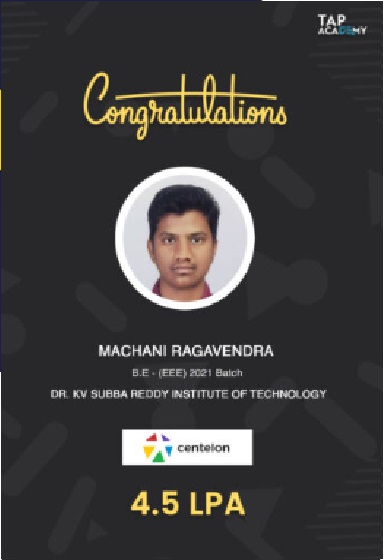 TAP
ACADEMY
Congratulations
MACHANI RAGAVENDRA
B.E - (EEE) 2021 Batch
DR. KV SUBBA REDDY INSTITUTE OF TECHNOLOGY
centelon
4.5 LPA